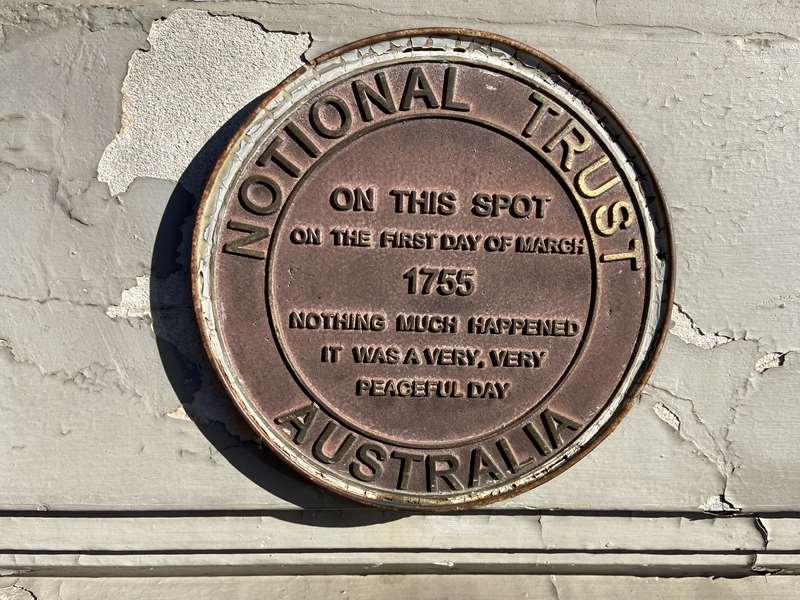 NOTIONAL TRUST
ON THIS SPOT
ON THE FIRST DAY OF MARCH
1755
NOTHING MUCH HAPPENED
IT WAS A VERY, VERY
PEACEFUL DAY
AUSTRALIA